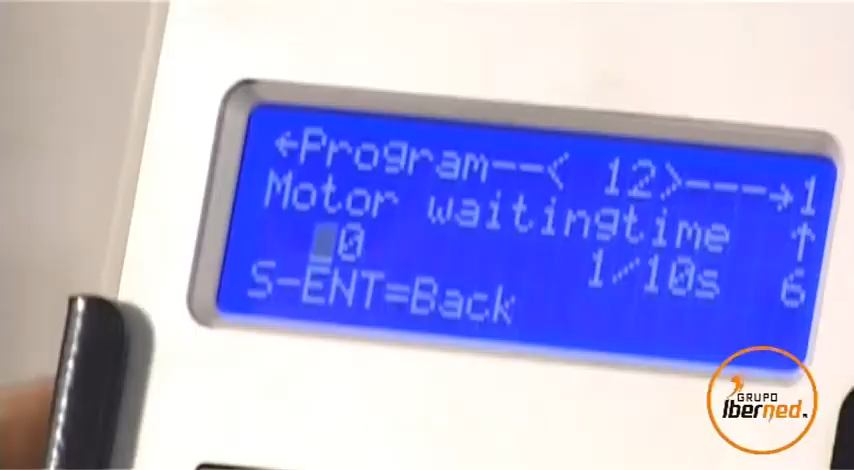 ←Program--< 12>---→1
Motor waitingtime ↑
0 1/10s 6
S-ENT=Back
GRUPO
Iberned